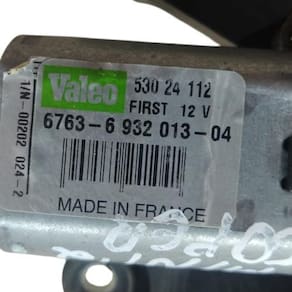 Valeo
530 24 112
FIRST 12 V
6763-6 932 013-04
T/N-00202 024-2
MADE IN FRANCE